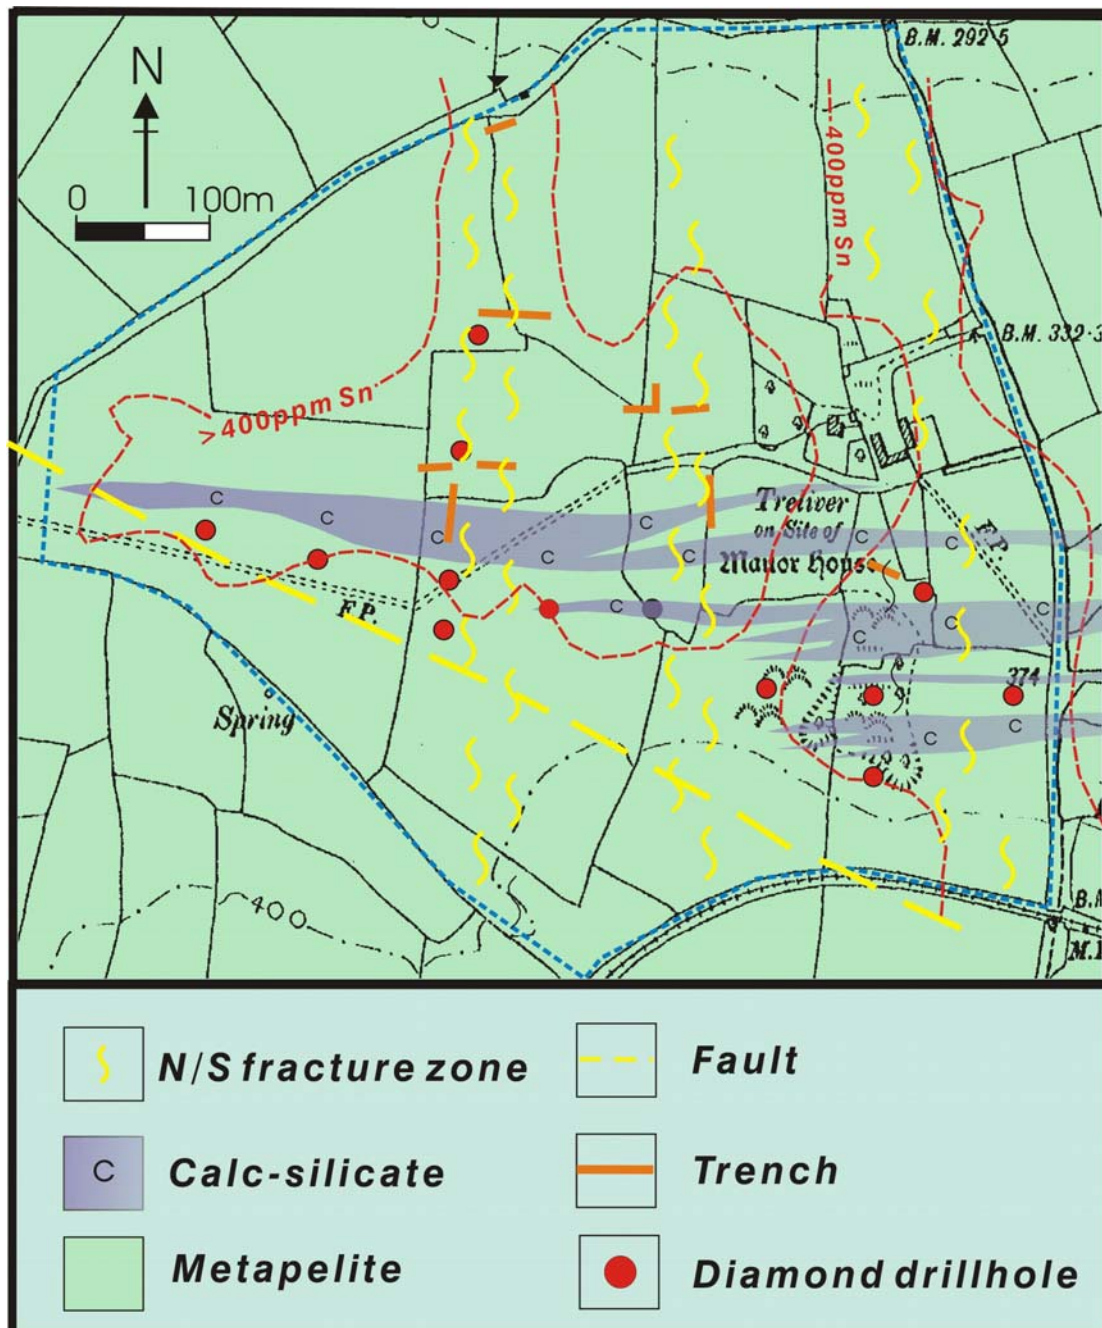 B.M. 292·5
N
0 100m
400ppm Sn
B.M. 332·3
>400ppm Sn
C
C
C
C
C
C
C
C
Treliver
on Site of
Manor House
F.P.
F.P.
C
C
C
C
374
C
C
Spring
400
B.M
M.P
N/S fracture zone
Fault
C
Calc-silicate
Trench
Metapelite
Diamond drillhole